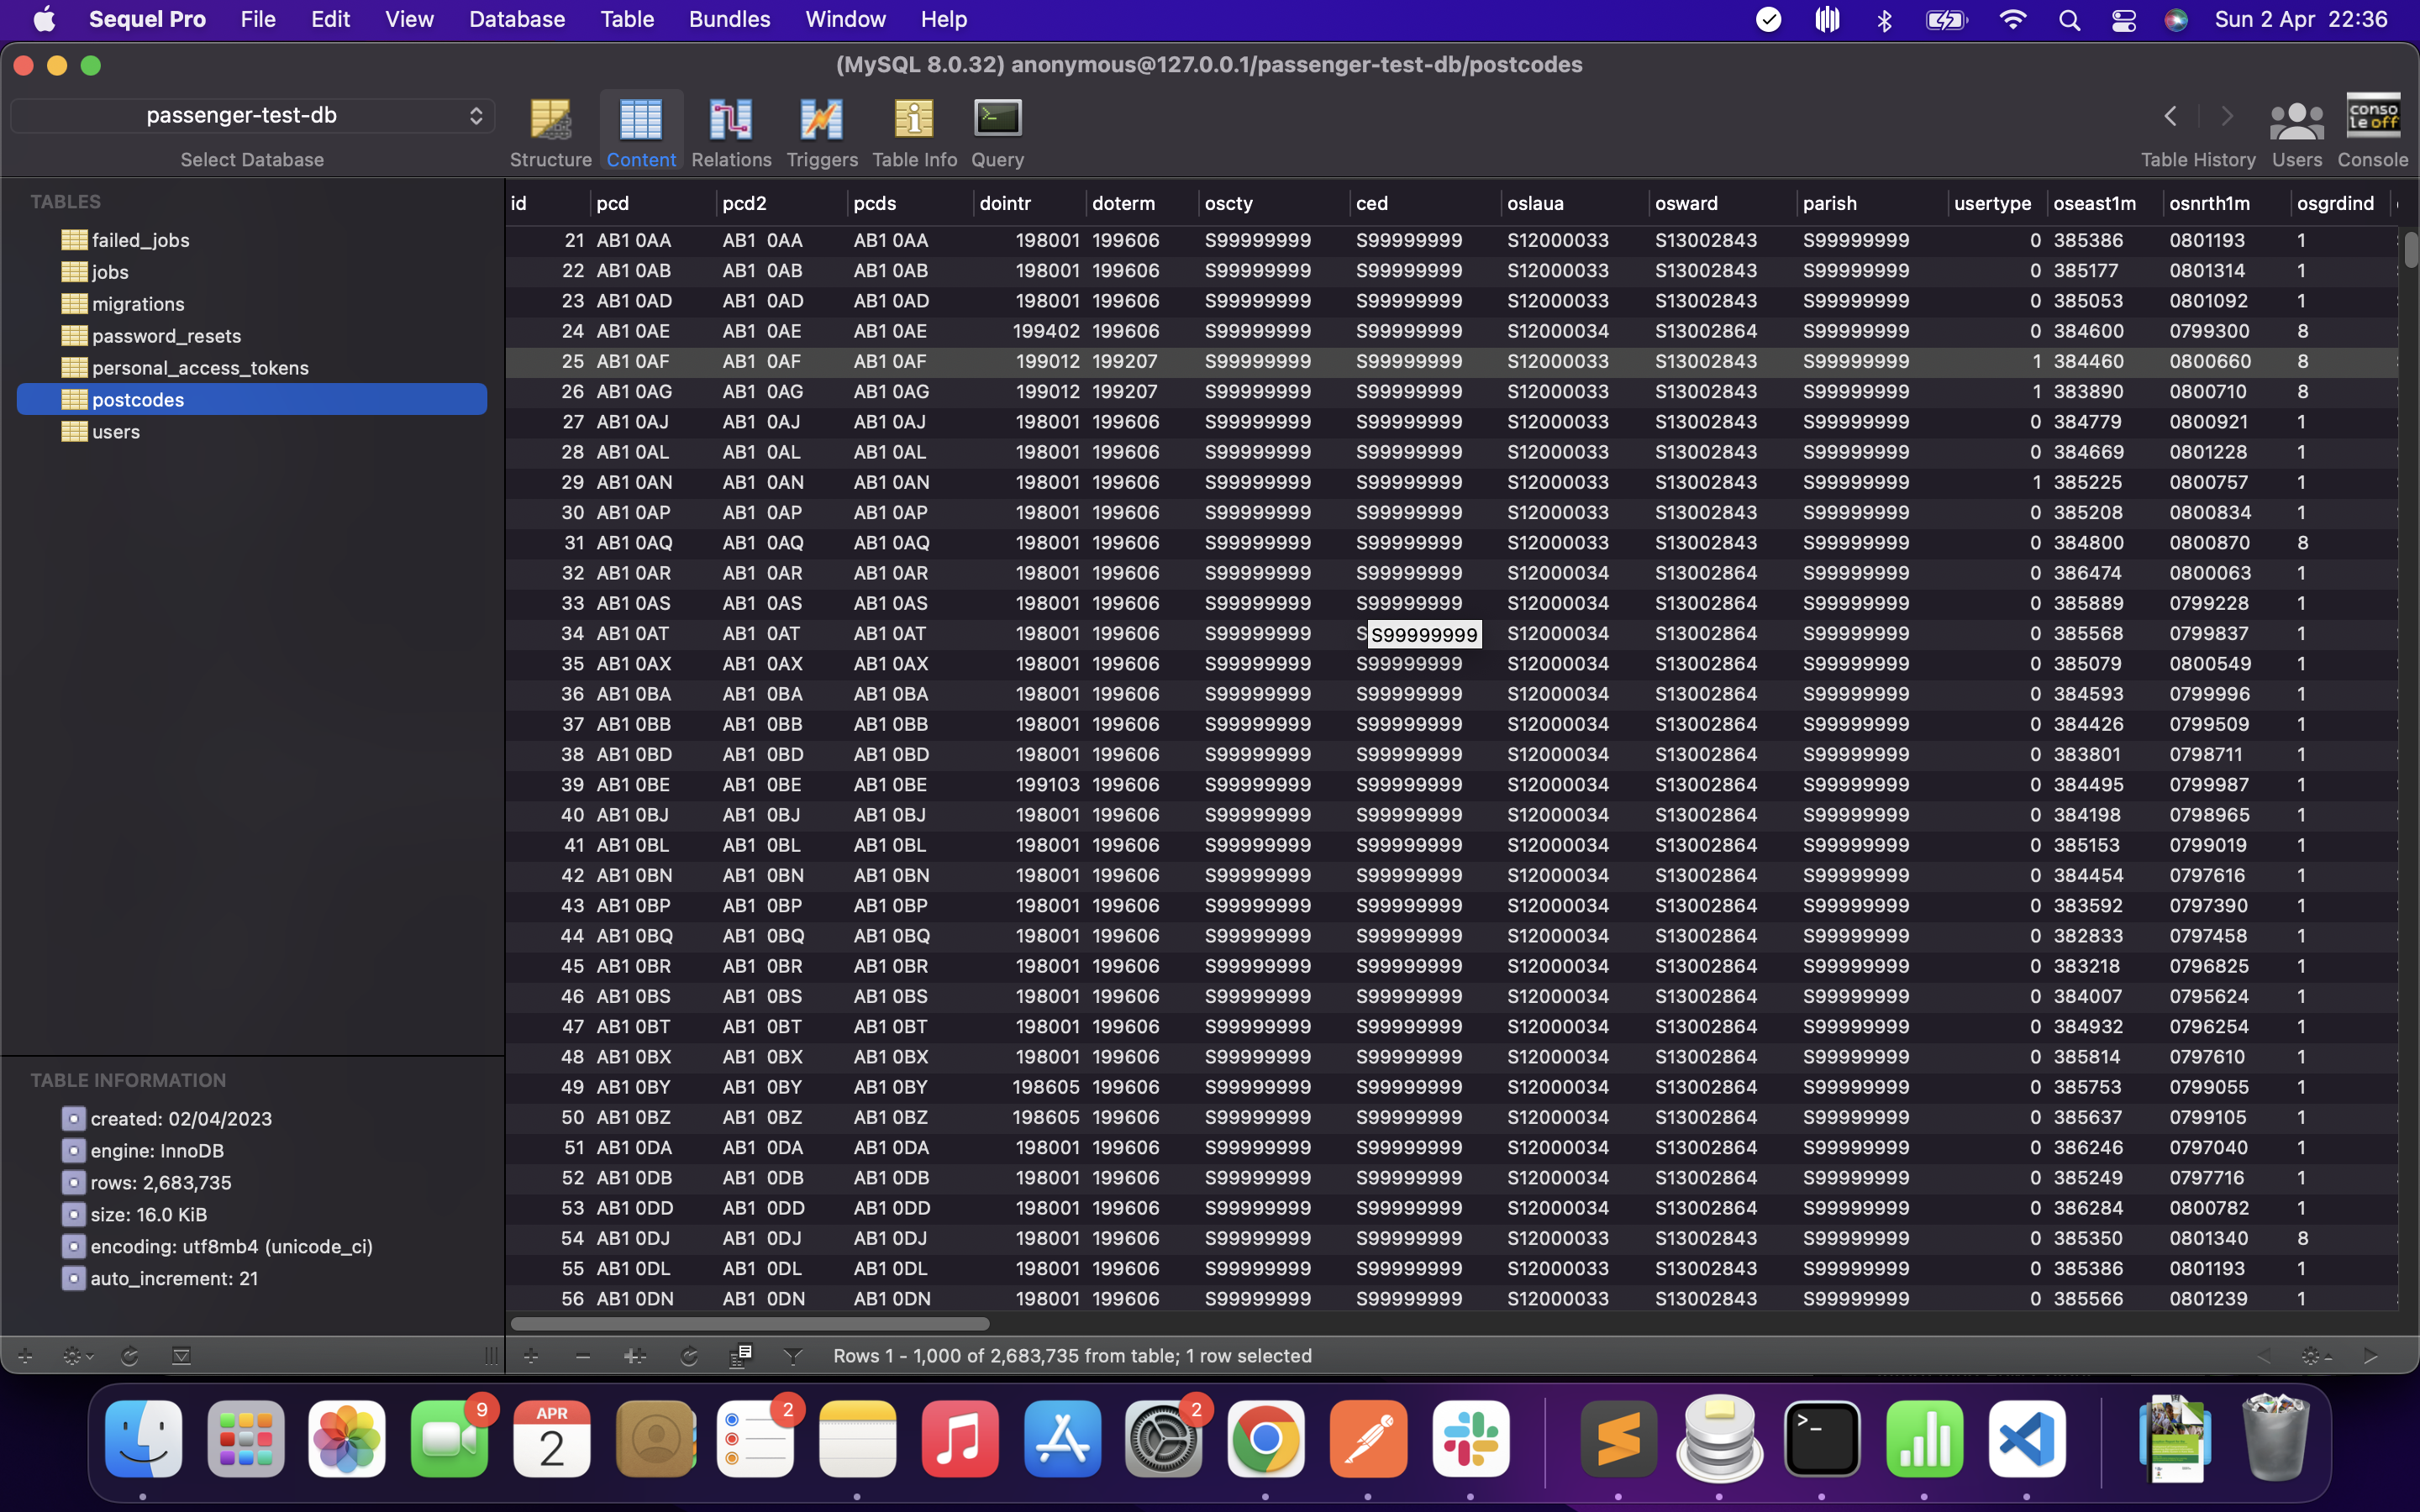 Sequel Pro File Edit View Database Table Bundles Window Help Sun 2 Apr 22:36
(MySQL 8.0.32) anonymous@127.0.0.1/passenger-test-db/postcodes
passenger-test-db
Select Database Structure Content Relations Triggers Table Info Query Table History Users Console
conso
le off
TABLES
failed_jobs
jobs
migrations
password_resets
personal_access_tokens
postcodes
users
TABLE INFORMATION
created: 02/04/2023
engine: InnoDB
rows: 2,683,735
size: 16.0 KiB
encoding: utf8mb4 (unicode_ci)
auto_increment: 21
id pcd pcd2 pcds dointr doterm oscty ced oslaua osward parish usertype oseast1m osnrth1m osgrdind
21 AB1 0AA AB1  0AA AB1 0AA 198001 199606 S99999999 S99999999 S12000033 S13002843 S99999999 0 385386 0801193 1
22 AB1 0AB AB1  0AB AB1 0AB 198001 199606 S99999999 S99999999 S12000033 S13002843 S99999999 0 385177 0801314 1
23 AB1 0AD AB1  0AD AB1 0AD 198001 199606 S99999999 S99999999 S12000033 S13002843 S99999999 0 385053 0801092 1
24 AB1 0AE AB1  0AE AB1 0AE 199402 199606 S99999999 S99999999 S12000034 S13002864 S99999999 0 384600 0799300 8
25 AB1 0AF AB1  0AF AB1 0AF 199012 199207 S99999999 S99999999 S12000033 S13002843 S99999999 1 384460 0800660 8
26 AB1 0AG AB1  0AG AB1 0AG 199012 199207 S99999999 S99999999 S12000033 S13002843 S99999999 1 383890 0800710 8
27 AB1 0AJ AB1  0AJ AB1 0AJ 198001 199606 S99999999 S99999999 S12000033 S13002843 S99999999 0 384779 0800921 1
28 AB1 0AL AB1  0AL AB1 0AL 198001 199606 S99999999 S99999999 S12000033 S13002843 S99999999 0 384669 0801228 1
29 AB1 0AN AB1  0AN AB1 0AN 198001 199606 S99999999 S99999999 S12000033 S13002843 S99999999 1 385225 0800757 1
30 AB1 0AP AB1  0AP AB1 0AP 198001 199606 S99999999 S99999999 S12000033 S13002843 S99999999 0 385208 0800834 1
31 AB1 0AQ AB1  0AQ AB1 0AQ 198001 199606 S99999999 S99999999 S12000033 S13002843 S99999999 0 384800 0800870 8
32 AB1 0AR AB1  0AR AB1 0AR 198001 199606 S99999999 S99999999 S12000034 S13002864 S99999999 0 386474 0800063 1
33 AB1 0AS AB1  0AS AB1 0AS 198001 199606 S99999999 S99999999 S12000034 S13002864 S99999999 0 385889 0799228 1
34 AB1 0AT AB1  0AT AB1 0AT 198001 199606 S99999999 S S99999999 S12000034 S13002864 S99999999 0 385568 0799837 1
35 AB1 0AX AB1  0AX AB1 0AX 198001 199606 S99999999 S99999999 S12000034 S13002864 S99999999 0 385079 0800549 1
36 AB1 0BA AB1  0BA AB1 0BA 198001 199606 S99999999 S99999999 S12000034 S13002864 S99999999 0 384593 0799996 1
37 AB1 0BB AB1  0BB AB1 0BB 198001 199606 S99999999 S99999999 S12000034 S13002864 S99999999 0 384426 0799509 1
38 AB1 0BD AB1  0BD AB1 0BD 198001 199606 S99999999 S99999999 S12000034 S13002864 S99999999 0 383801 0798711 1
39 AB1 0BE AB1  0BE AB1 0BE 199103 199606 S99999999 S99999999 S12000034 S13002864 S99999999 0 384495 0799987 1
40 AB1 0BJ AB1  0BJ AB1 0BJ 198001 199606 S99999999 S99999999 S12000034 S13002864 S99999999 0 384198 0798965 1
41 AB1 0BL AB1  0BL AB1 0BL 198001 199606 S99999999 S99999999 S12000034 S13002864 S99999999 0 385153 0799019 1
42 AB1 0BN AB1  0BN AB1 0BN 198001 199606 S99999999 S99999999 S12000034 S13002864 S99999999 0 384454 0797616 1
43 AB1 0BP AB1  0BP AB1 0BP 198001 199606 S99999999 S99999999 S12000034 S13002864 S99999999 0 383592 0797390 1
44 AB1 0BQ AB1  0BQ AB1 0BQ 198001 199606 S99999999 S99999999 S12000034 S13002864 S99999999 0 382833 0797458 1
45 AB1 0BR AB1  0BR AB1 0BR 198001 199606 S99999999 S99999999 S12000034 S13002864 S99999999 0 383218 0796825 1
46 AB1 0BS AB1  0BS AB1 0BS 198001 199606 S99999999 S99999999 S12000034 S13002864 S99999999 0 384007 0795624 1
47 AB1 0BT AB1  0BT AB1 0BT 198001 199606 S99999999 S99999999 S12000034 S13002864 S99999999 0 384932 0796254 1
48 AB1 0BX AB1  0BX AB1 0BX 198001 199606 S99999999 S99999999 S12000034 S13002864 S99999999 0 385814 0797610 1
49 AB1 0BY AB1  0BY AB1 0BY 198605 199606 S99999999 S99999999 S12000034 S13002864 S99999999 0 385753 0799055 1
50 AB1 0BZ AB1  0BZ AB1 0BZ 198605 199606 S99999999 S99999999 S12000034 S13002864 S99999999 0 385637 0799105 1
51 AB1 0DA AB1  0DA AB1 0DA 198001 199606 S99999999 S99999999 S12000034 S13002864 S99999999 0 386246 0797040 1
52 AB1 0DB AB1  0DB AB1 0DB 198001 199606 S99999999 S99999999 S12000034 S13002864 S99999999 0 385249 0797716 1
53 AB1 0DD AB1  0DD AB1 0DD 198001 199606 S99999999 S99999999 S12000034 S13002864 S99999999 0 386284 0800782 1
54 AB1 0DJ AB1  0DJ AB1 0DJ 198001 199606 S99999999 S99999999 S12000033 S13002843 S99999999 0 385350 0801340 8
55 AB1 0DL AB1  0DL AB1 0DL 198001 199606 S99999999 S99999999 S12000033 S13002843 S99999999 0 385386 0801193 1
56 AB1 0DN AB1  0DN AB1 0DN 198001 199606 S99999999 S99999999 S12000033 S13002843 S99999999 0 385566 0801239 1
Rows 1 - 1,000 of 2,683,735 from table; 1 row selected
9 APR 2 2 2